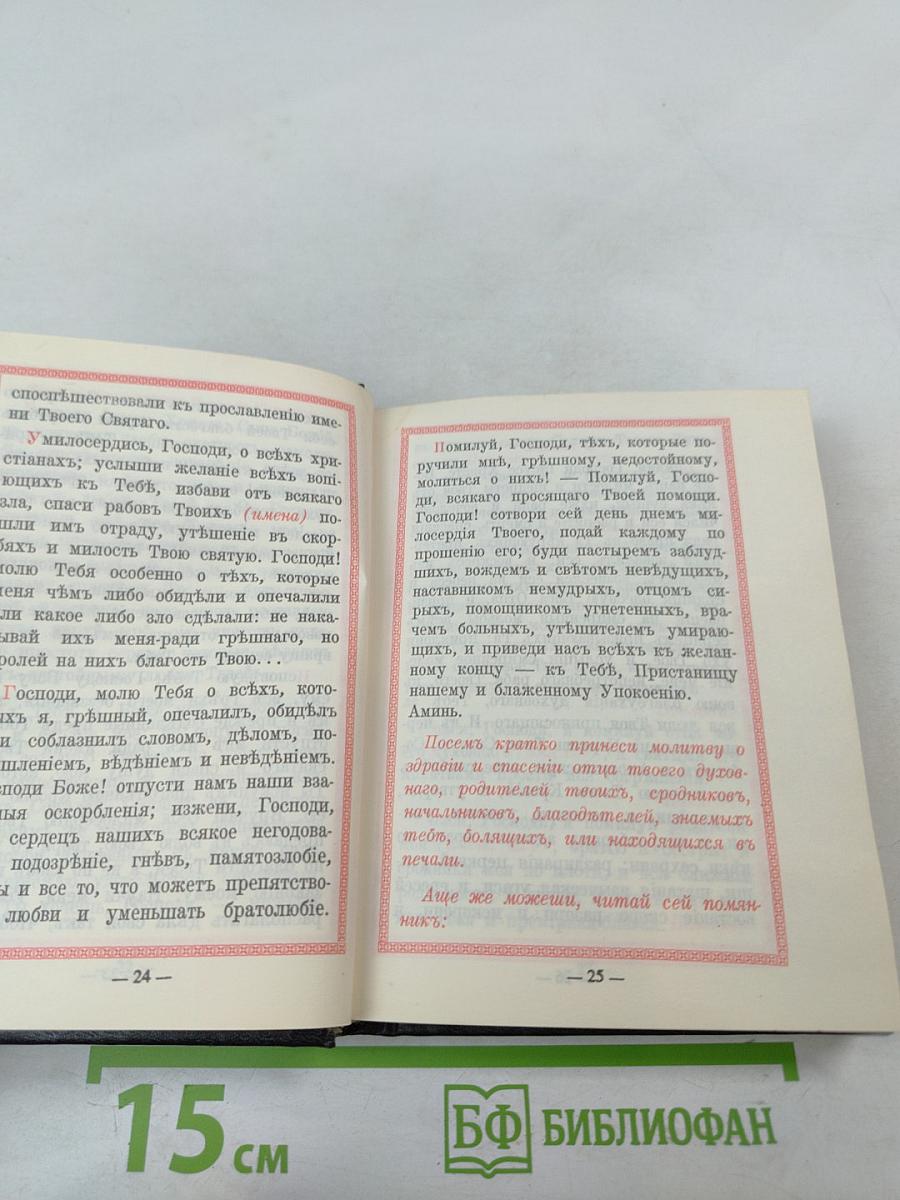 споспѣшествовали къ прославленію име-
ни Твоего Святаго.
Умилосердись, Господи, о всѣхъ хри-
стіанахъ; услыши желаніе всѣхъ вопі-
ющихъ къ Тебѣ, избави отъ всякаго
зла, спаси рабовъ Твоихъ (имена) по-
шли имъ отраду, утѣшеніе въ скор-
бяхъ и милость Твою святую. Господи!
молю Тебя особенно о тѣхъ, которые
меня чѣмъ либо обидѣли и опечалили
или какое либо зло сдѣлали: не нака-
зывай ихъ меня-ради грѣшнаго, но
пролей на нихъ благость Твою...
Господи, молю Тебя о всѣхъ, кото-
рыхъ я, грѣшный, опечалилъ, обидѣлъ
и соблазнилъ словомъ, дѣломъ, по-
мышленіемъ, вѣдѣніемъ и невѣдѣніемъ.
Господи Боже! отпусти намъ наши вза-
имныя оскорбленія; изжени, Господи,
сердецъ нашихъ всякое негодова-
подозрѣніе, гнѣвъ, памятозлобіе,
ы и все то, что можетъ препятство-
любви и уменьшать братолюбіе.
— 24 —
Помилуй, Господи, тѣхъ, которые по-
ручили мнѣ, грѣшному, недостойному,
молиться о нихъ! — Помилуй, Госпо-
ди, всякаго просящаго Твоей помощи.
Господи! сотвори сей день днемъ ми-
лосердія Твоего, подай каждому по
прошенію его; буди пастыремъ заблуд-
шихъ, вождемъ и свѣтомъ невѣдущихъ,
наставникомъ немудрыхъ, отцомъ си-
рыхъ, помощникомъ угнетенныхъ, вра-
чемъ больныхъ, утѣшителемъ умираю-
щихъ, и приведи насъ всѣхъ къ желан-
ному концу — къ Тебѣ, Пристанищу
нашему и блаженному Упокоенію.
Аминь.
Посемъ кратко принеси молитву о
здравіи и спасеніи отца твоего духов-
наго, родителей твоихъ, сродниковъ,
начальниковъ, благодѣтелей, знаемыхъ
тебѣ, болящихъ, или находящихся въ
печали.
Аще же можеши, читай сей помян-
никъ:
— 25 —
15 см
БФ БИБЛИОФАН